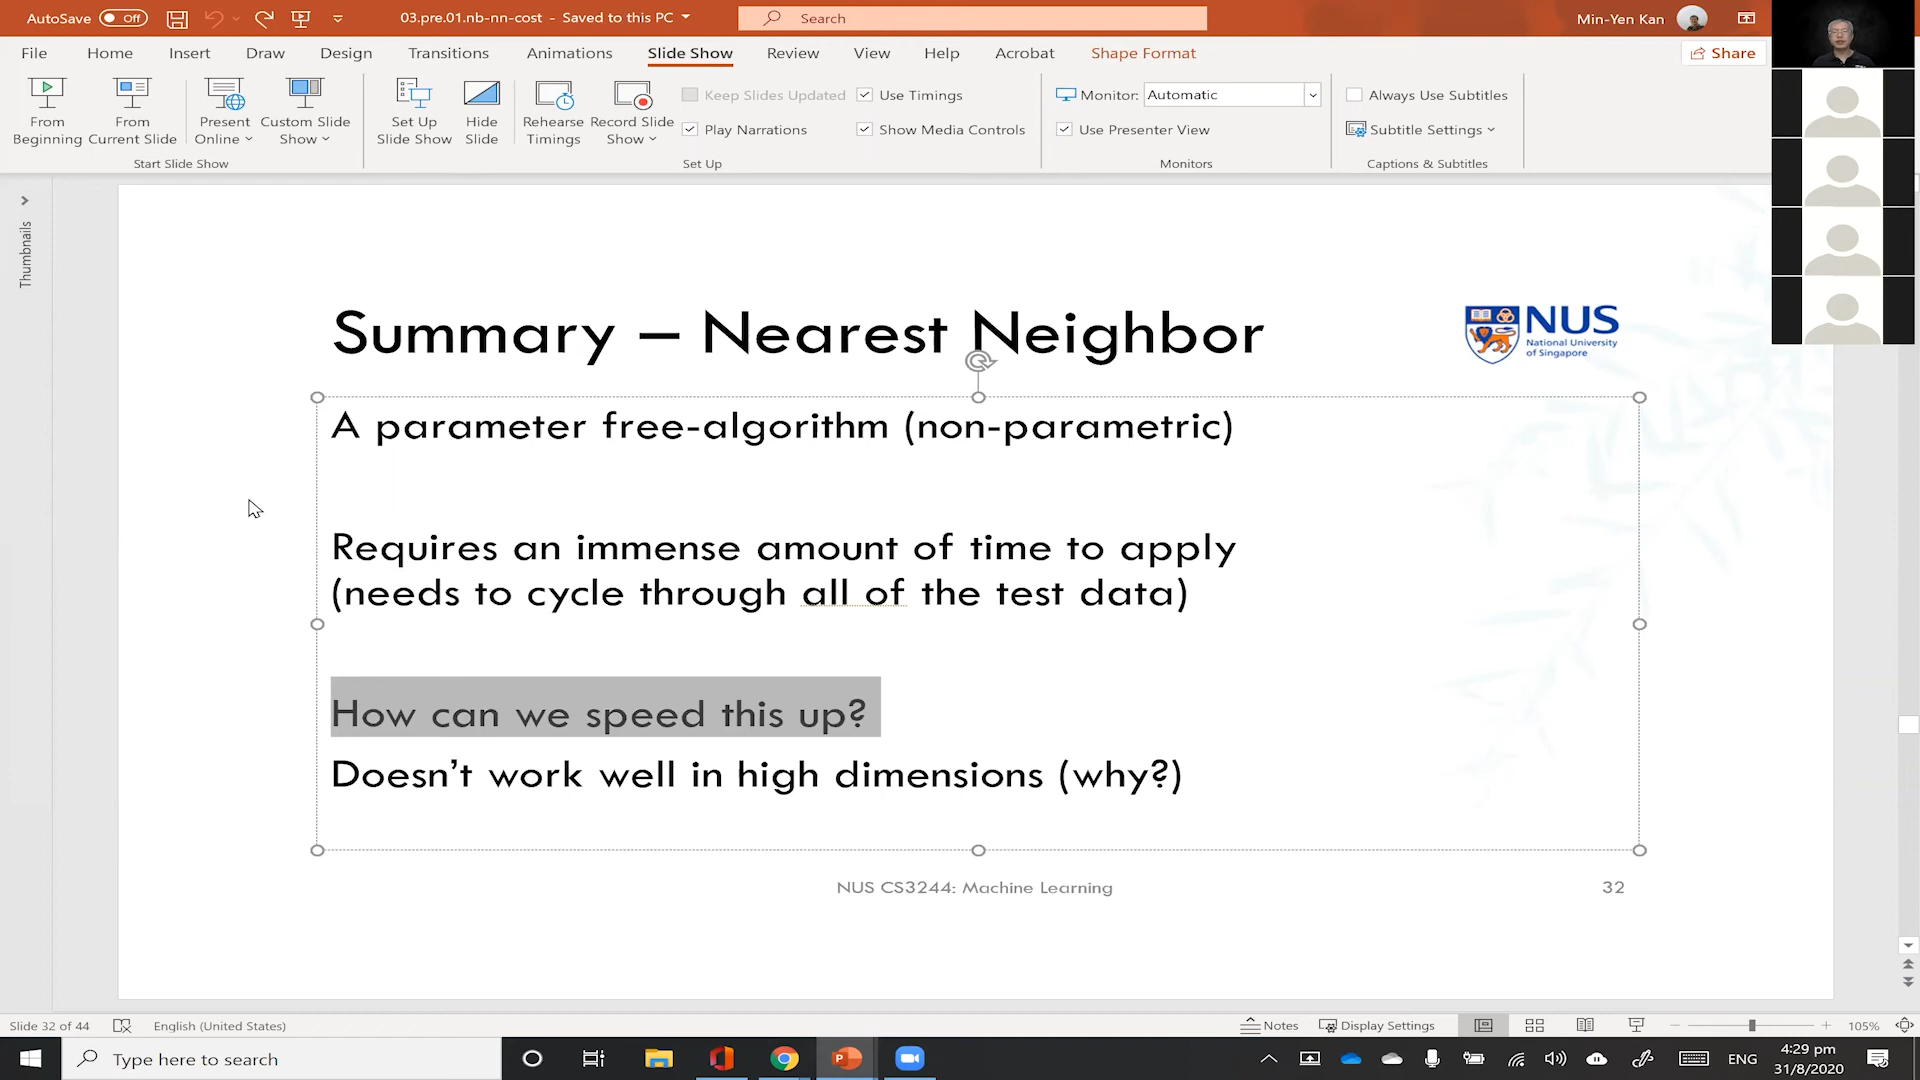 AutoSave Off 03.pre.01.nb-nn-cost - Saved to this PC Search Min-Yen Kan
File Home Insert Draw Design Transitions Animations Slide Show Review View Help Acrobat Shape Format Share
From Beginning
From Current Slide
Present Online
Custom Slide Show
Start Slide Show
Set Up Slide Show
Hide Slide
Rehearse Timings
Record Slide Show
Keep Slides Updated
Play Narrations
Use Timings
Show Media Controls
Set Up
Monitor: Automatic
Use Presenter View
Monitors
Always Use Subtitles
Subtitle Settings
Captions & Subtitles
Thumbnails
Summary – Nearest Neighbor
NUS
National University
of Singapore
A parameter free-algorithm (non-parametric)
Requires an immense amount of time to apply
(needs to cycle through all of the test data)
How can we speed this up?
Doesn’t work well in high dimensions (why?)
NUS CS3244: Machine Learning 32
Slide 32 of 44 English (United States) Notes Display Settings 105%
Type here to search ENG 4:29 pm
31/8/2020